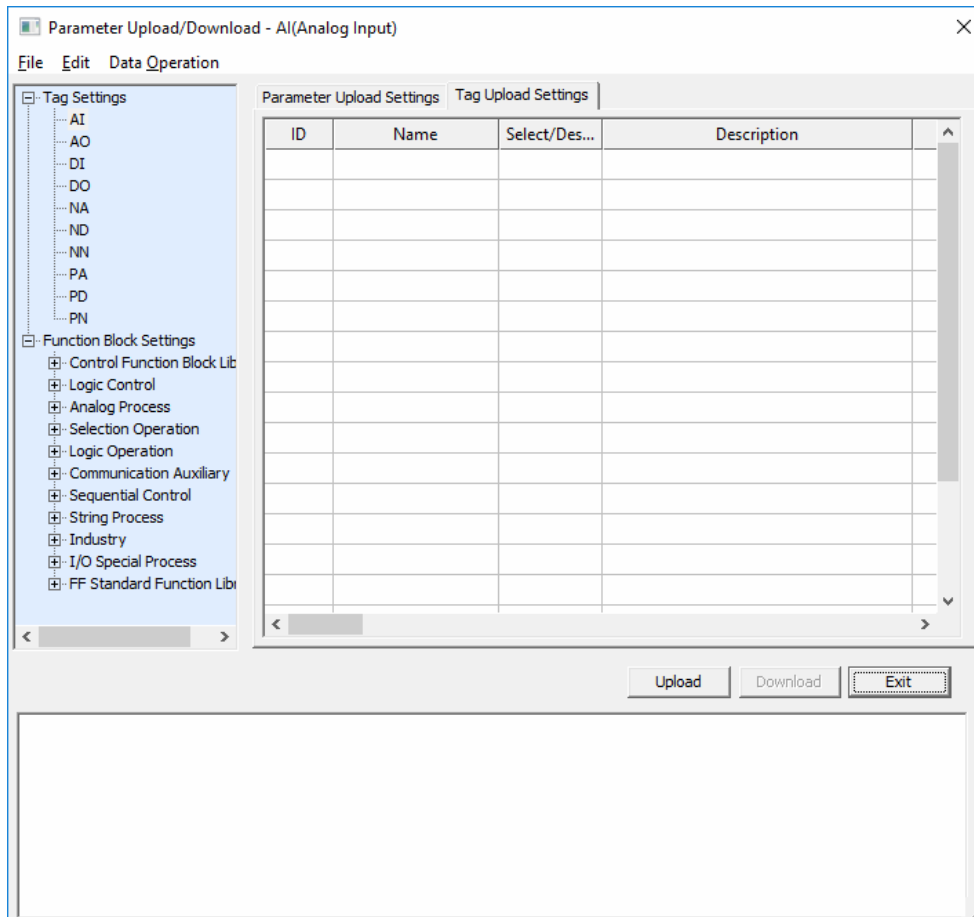 Parameter Upload/Download - AI(Analog Input)
File Edit Data Operation
Tag Settings
AI
AO
DI
DO
NA
ND
NN
PA
PD
PN
Function Block Settings
Control Function Block Lib
Logic Control
Analog Process
Selection Operation
Logic Operation
Communication Auxiliary
Sequential Control
String Process
Industry
I/O Special Process
FF Standard Function Libr
Parameter Upload Settings Tag Upload Settings
ID Name Select/Des... Description
Upload Download Exit